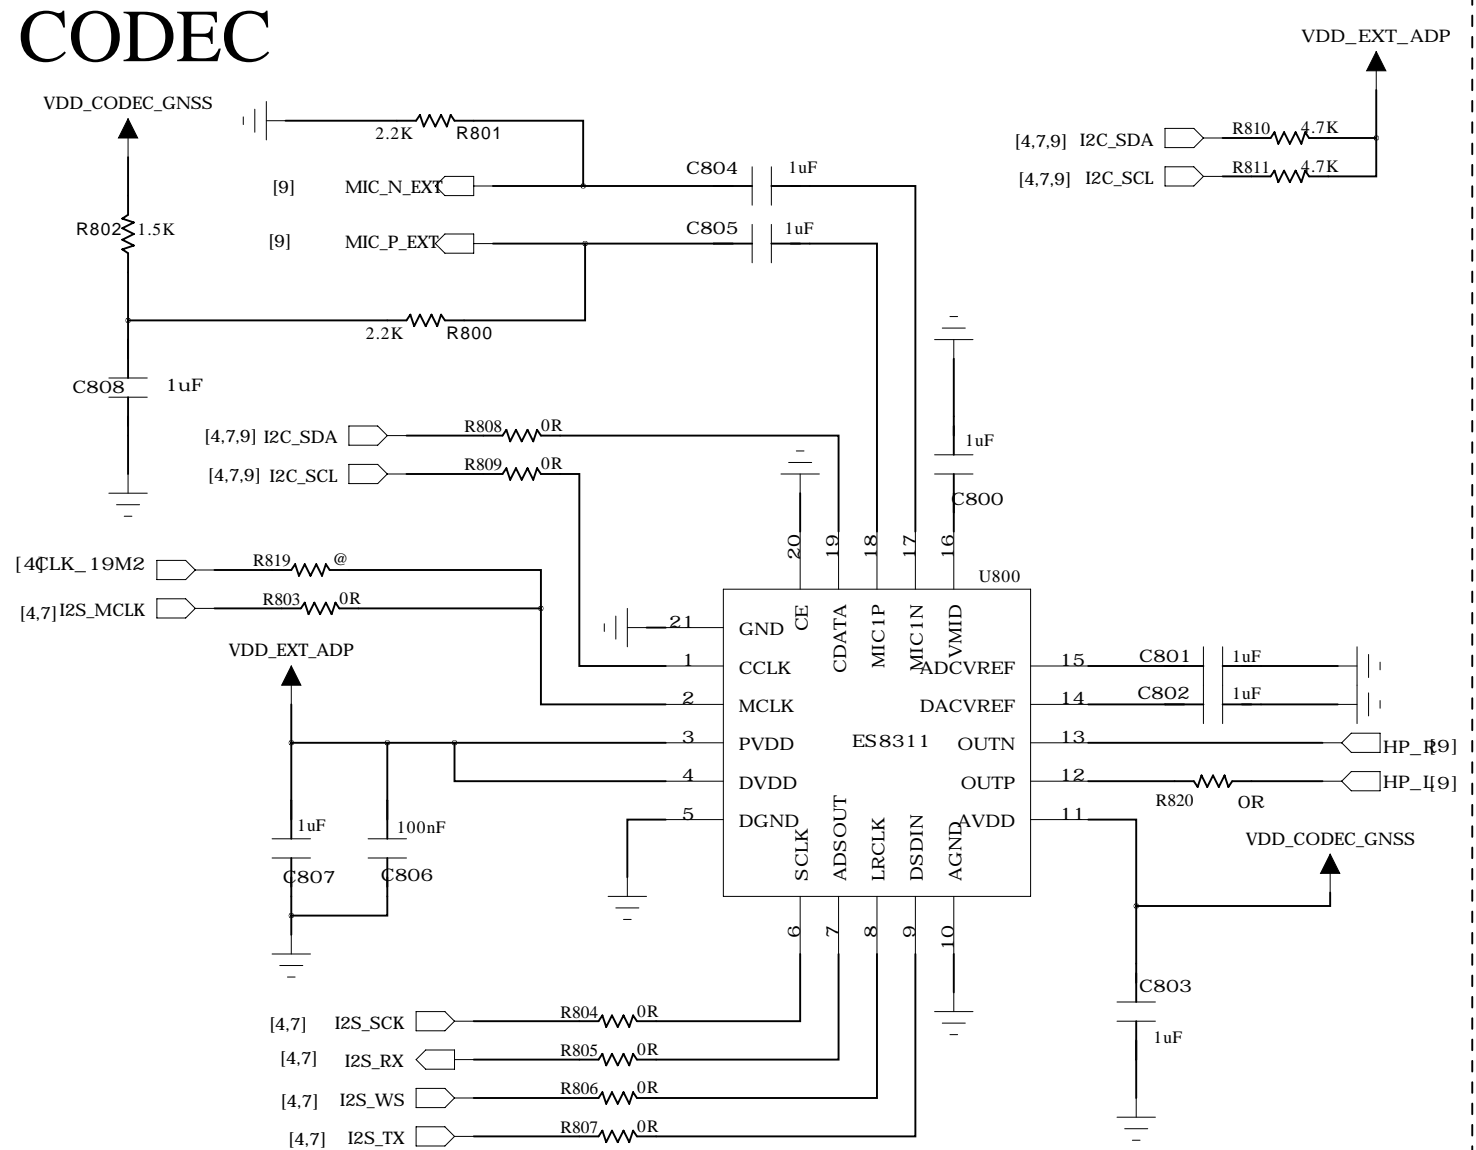 CODEC
VDD_EXT_ADP
VDD_CODEC_GNSS
2.2K R801
[4,7,9] I2C_SDA R810 4.7K
C804 1uF
[9] MIC_N_EXT
[4,7,9] I2C_SCL R811 4.7K
R802 1.5K
C805 1uF
[9] MIC_P_EXT
2.2K R800
C808 1uF
[4,7,9] I2C_SDA R808 0R
1uF
[4,7,9] I2C_SCL R809 0R
C800
20 19 18 17 16
[4] CLK_19M2 R819 @
U800
[4,7] I2S_MCLK R803 0R
CE CDATA MIC1P MIC1N VMID
21 GND
VDD_EXT_ADP
1 CCLK ADCVREF 15 C801 1uF
2 MCLK DACVREF 14 C802 1uF
3 PVDD ES8311 OUTN 13 HP_R [9]
4 DVDD OUTP 12 R820 0R HP_L [9]
5 DGND AVDD 11
1uF 100nF
C807 C806
SCLK ADSOUT LRCLK DSDIN AGND
VDD_CODEC_GNSS
6 7 8 9 10
C803
1uF
[4,7] I2S_SCK R804 0R
[4,7] I2S_RX R805 0R
[4,7] I2S_WS R806 0R
[4,7] I2S_TX R807 0R